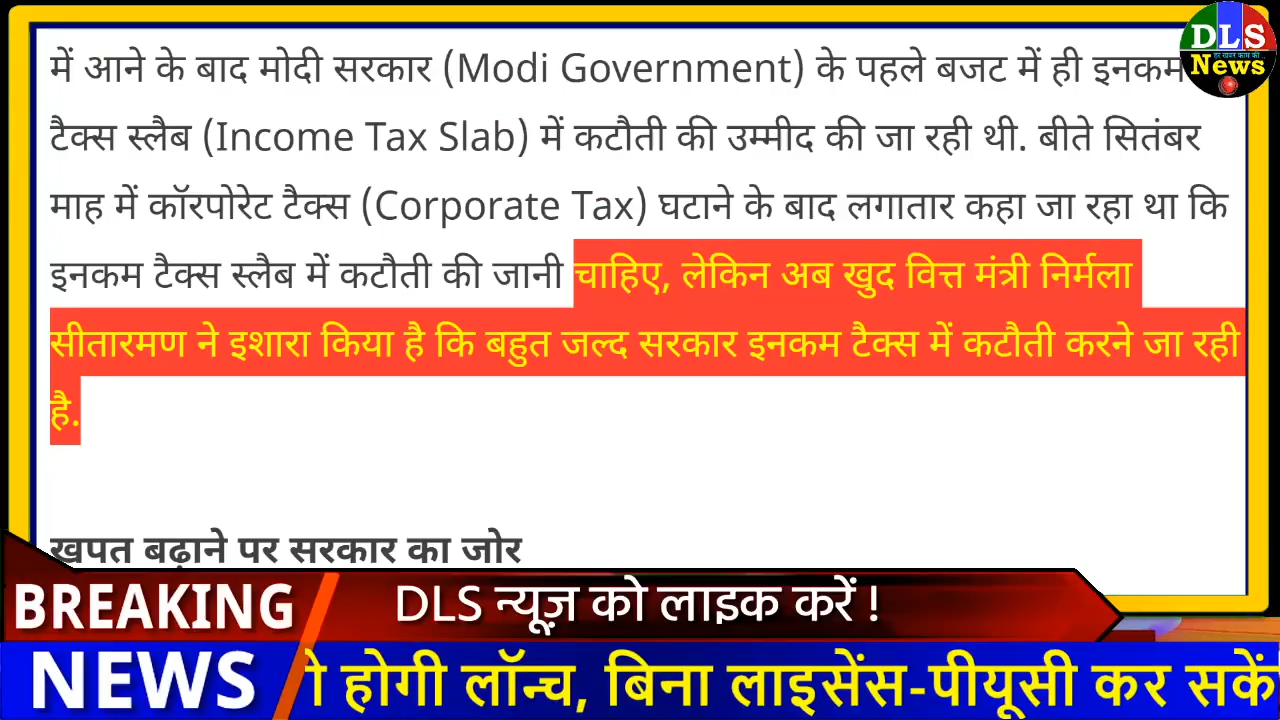 में आने के बाद मोदी सरकार (Modi Government) के पहले बजट में ही इनकम
टैक्स स्लैब (Income Tax Slab) में कटौती की उम्मीद की जा रही थी. बीते सितंबर
माह में कॉरपोरेट टैक्स (Corporate Tax) घटाने के बाद लगातार कहा जा रहा था कि
इनकम टैक्स स्लैब में कटौती की जानी चाहिए, लेकिन अब खुद वित्त मंत्री निर्मला
सीतारमण ने इशारा किया है कि बहुत जल्द सरकार इनकम टैक्स में कटौती करने जा रही
है.
खपत बढ़ाने पर सरकार का जोर
DLS
News
BREAKING
NEWS
DLS न्यूज़ को लाइक करें !
होगी लॉन्च, बिना लाइसेंस-पीयूसी कर सकें